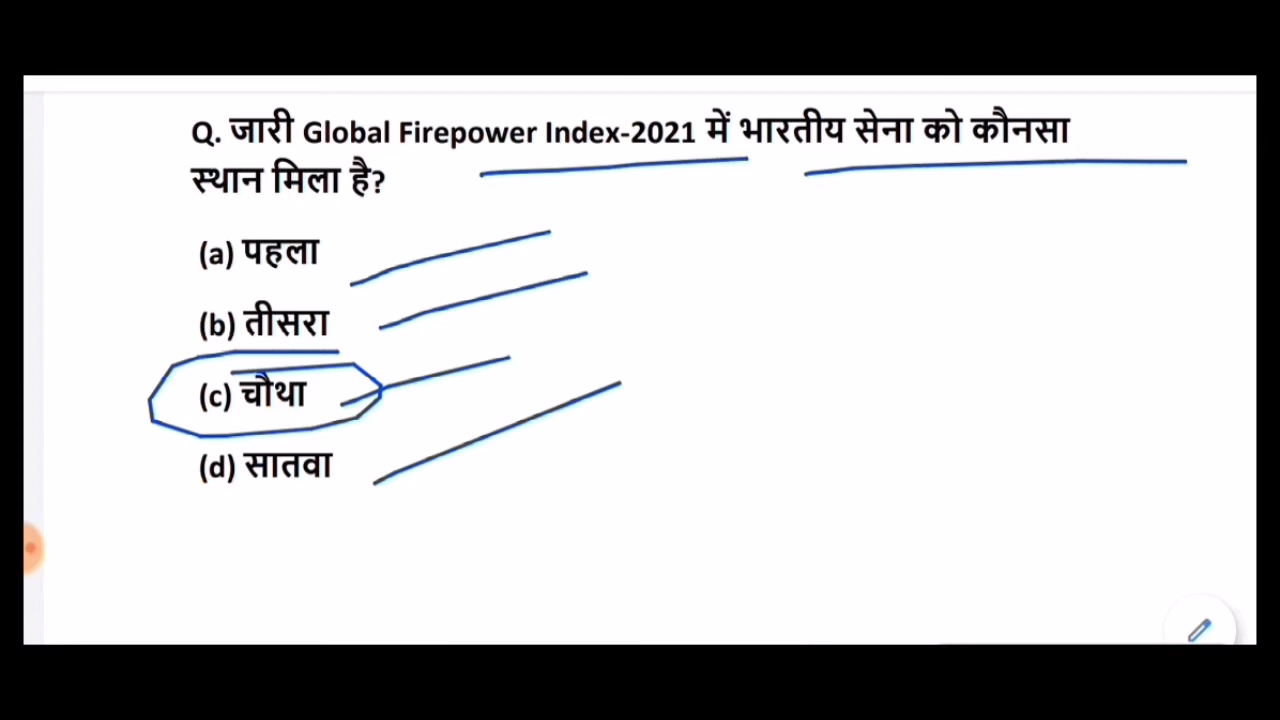 Q. जारी Global Firepower Index-2021 में भारतीय सेना को कौनसा
स्थान मिला है?
(a) पहला
(b) तीसरा
(c) चौथा
(d) सातवा